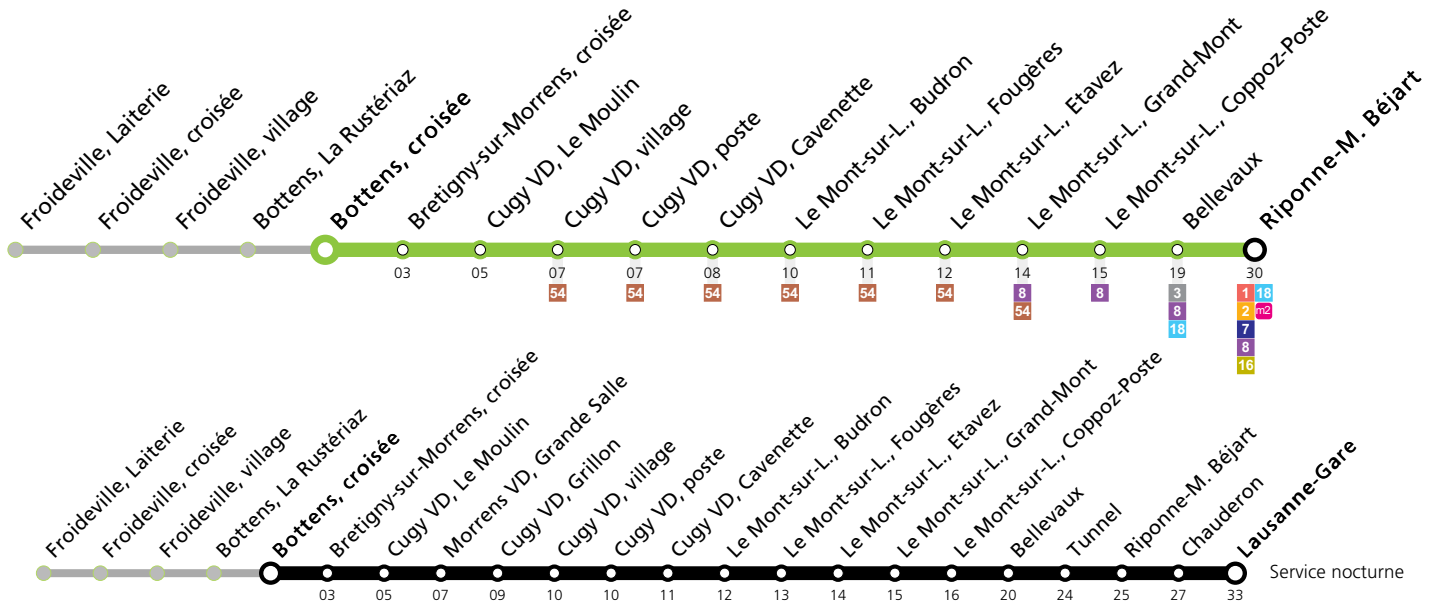 Froideville, Laiterie
Froideville, croisée
Froideville, village
Bottens, La Rustériaz
Bottens, croisée
Bretigny-sur-Morrens, croisée
Cugy VD, Le Moulin
Cugy VD, village
Cugy VD, poste
Cugy VD, Cavenette
Le Mont-sur-L., Budron
Le Mont-sur-L., Fougères
Le Mont-sur-L., Etavez
Le Mont-sur-L., Grand-Mont
Le Mont-sur-L., Coppoz-Poste
Bellevaux
Riponne-M. Béjart
03 05 07 07 08 10 11 12 14 15 19 30
54 54 54 54 54 54 8 8 3 1 18
54 8 2 m2
18 7
8
16
Froideville, Laiterie
Froideville, croisée
Froideville, village
Bottens, La Rustériaz
Bottens, croisée
Bretigny-sur-Morrens, croisée
Cugy VD, Le Moulin
Morrens VD, Grande Salle
Cugy VD, Grillon
Cugy VD, village
Cugy VD, poste
Cugy VD, Cavenette
Le Mont-sur-L., Budron
Le Mont-sur-L., Fougères
Le Mont-sur-L., Etavez
Le Mont-sur-L., Grand-Mont
Le Mont-sur-L., Coppoz-Poste
Bellevaux
Tunnel
Riponne-M. Béjart
Chauderon
Lausanne-Gare
Service nocturne
03 05 07 09 10 10 11 12 13 14 15 16 20 24 25 27 33